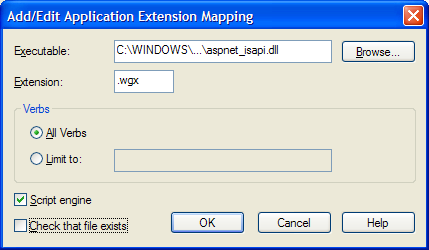 Add/Edit Application Extension Mapping
Executable: C:\WINDOWS\...\aspnet_isapi.dll Browse...
Extension: .wgx
Verbs
All Verbs
Limit to:
Script engine
Check that file exists OK Cancel Help